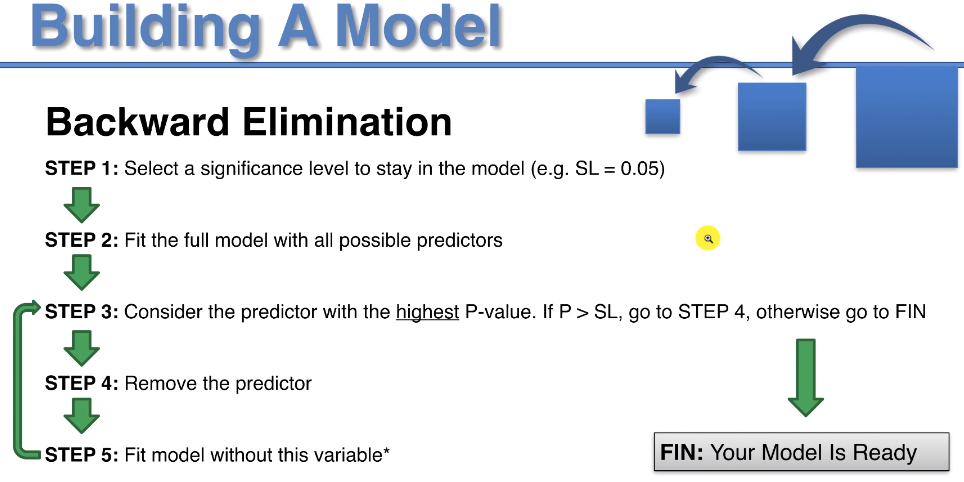 Building A Model
Backward Elimination
STEP 1: Select a significance level to stay in the model (e.g. SL = 0.05)
STEP 2: Fit the full model with all possible predictors
STEP 3: Consider the predictor with the highest P-value. If P > SL, go to STEP 4, otherwise go to FIN
STEP 4: Remove the predictor
STEP 5: Fit model without this variable*
FIN: Your Model Is Ready